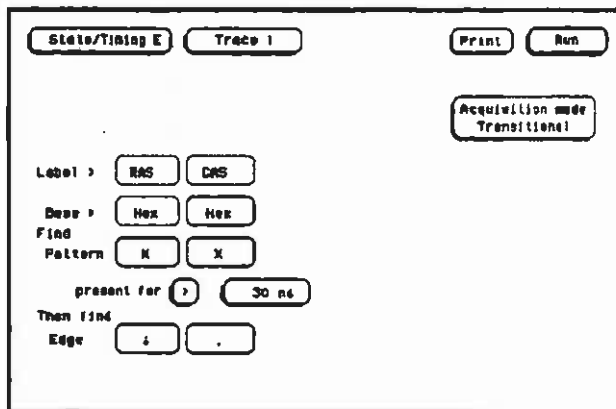 State/Timing E Trace 1 Print Run
Acquisition mode
Transitional
Label > RAS CAS
Base > Hex Hex
Find
Pattern X X
present for > 30 ns
Then find
Edge ↓ .